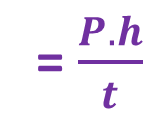 = P.h
t